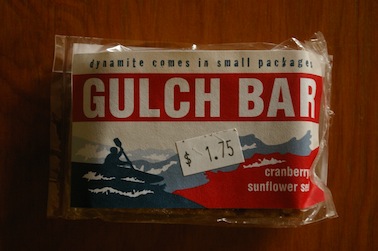 dynamite comes in small packages
GULCH BAR
$ 1.75
cranberry
sunflower